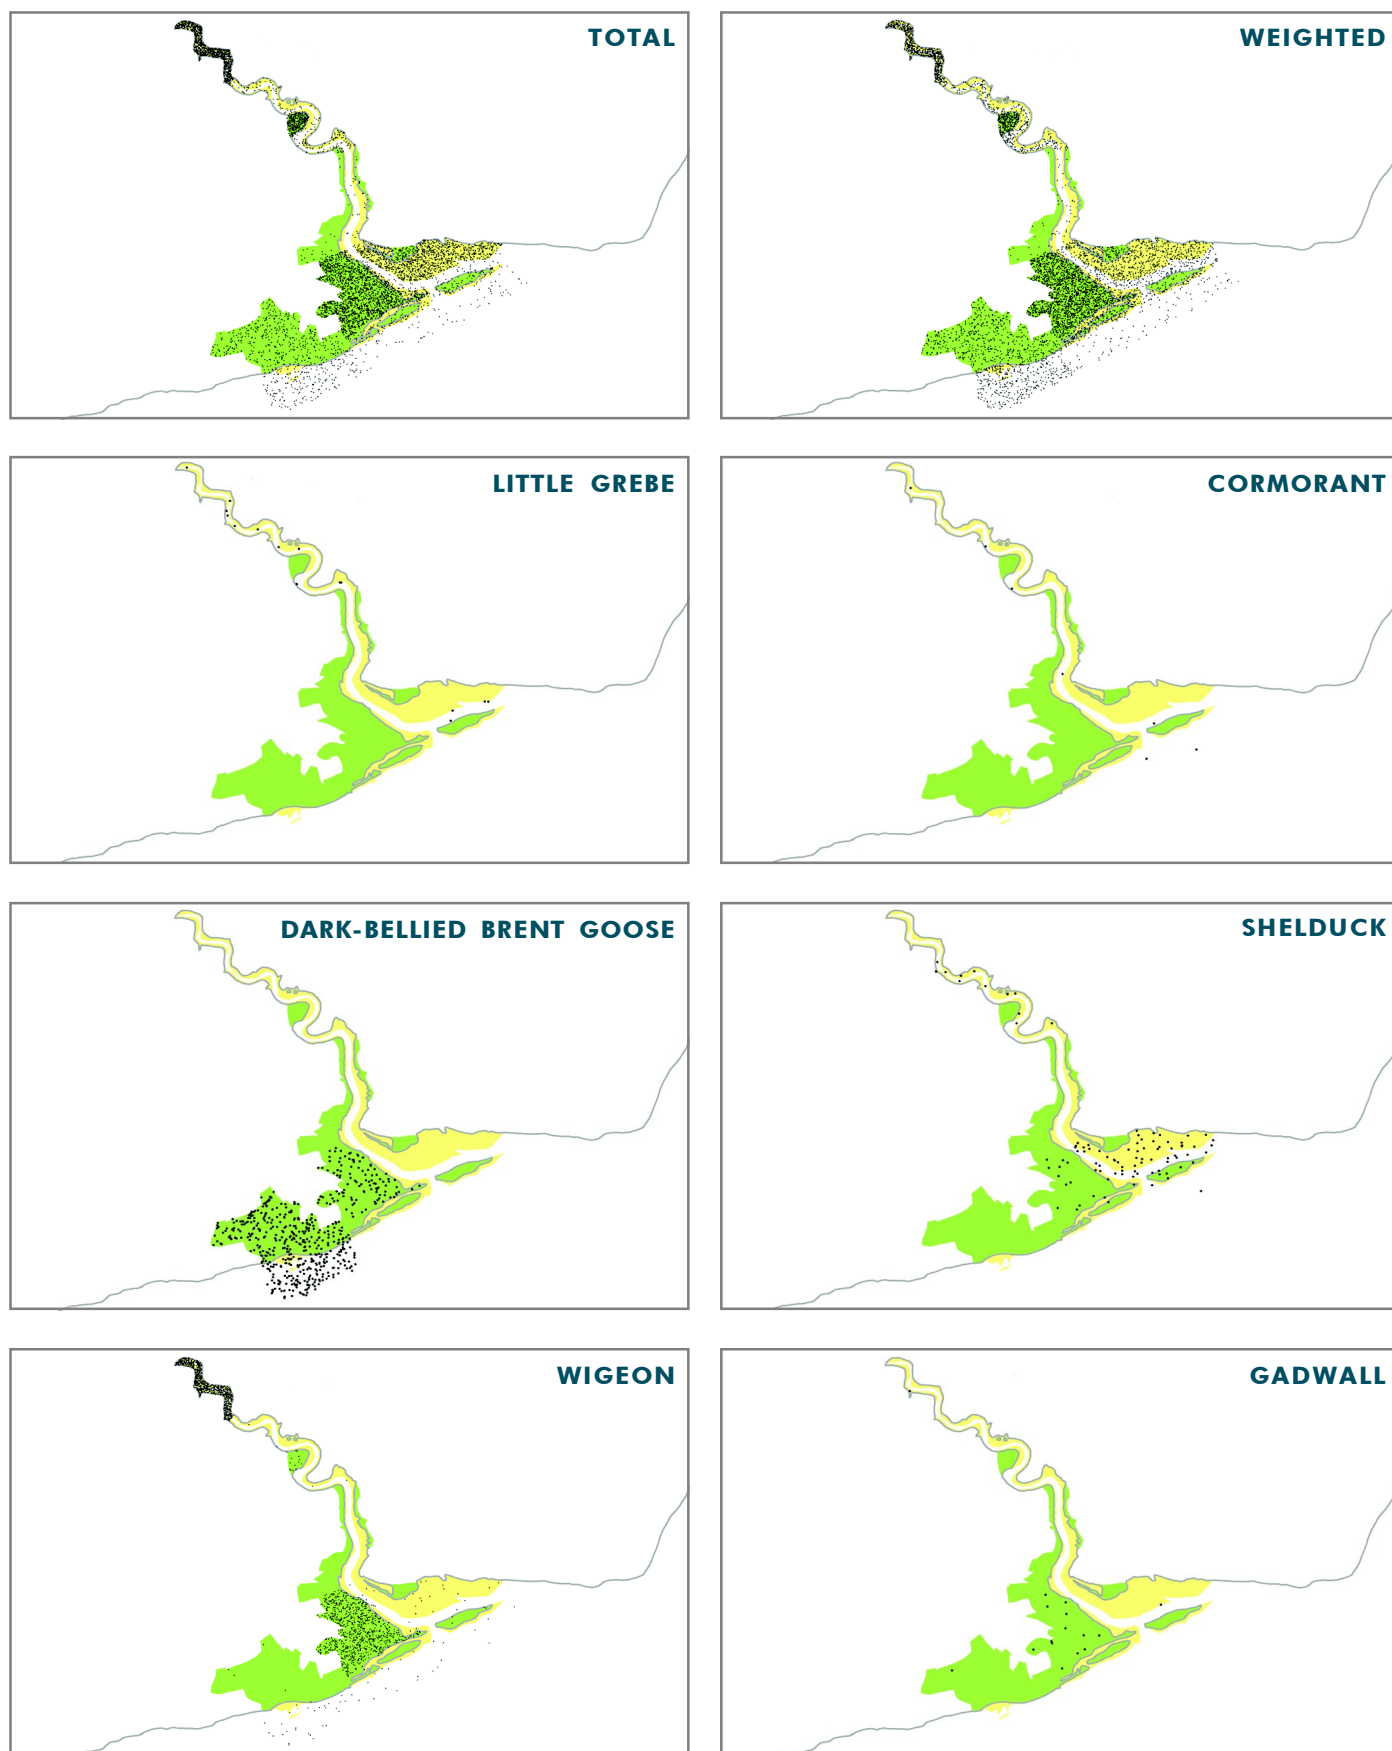 TOTAL
WEIGHTED
LITTLE GREBE
CORMORANT
DARK-BELLIED BRENT GOOSE
SHELDUCK
WIGEON
GADWALL